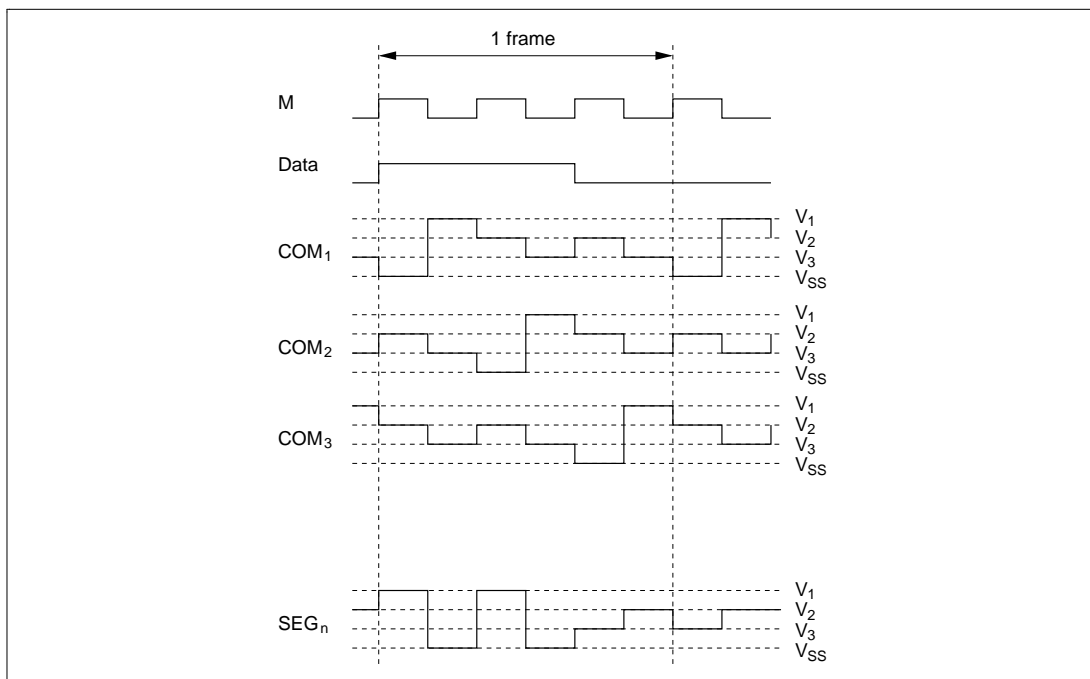 1 frame
M
Data
V1
V2
COM1
V3
VSS
V1
V2
COM2
V3
VSS
V1
V2
COM3
V3
VSS
V1
V2
SEGn
V3
VSS